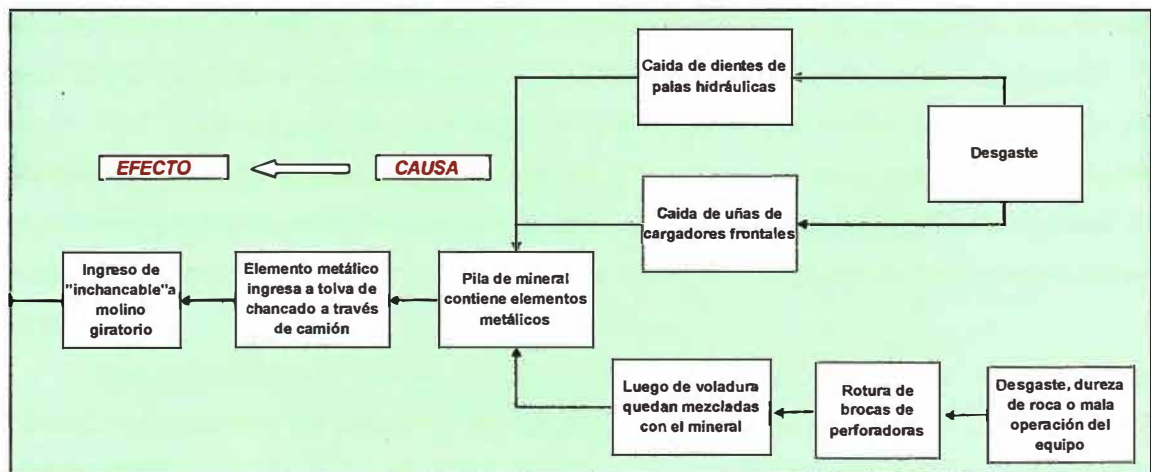 Caida de dientes de
palas hidráulicas
Desgaste
EFECTO
CAUSA
Caida de uñas de
cargadores frontales
Ingreso de
"inchancable"a
molino
giratorio
Elemento metálico
ingresa a tolva de
chancado a través
de camión
Pila de mineral
contiene elementos
metálicos
Luego de voladura
quedan mezcladas
con el mineral
Rotura de
brocas de
perforadoras
Desgaste, dureza
de roca o mala
operación del
equipo